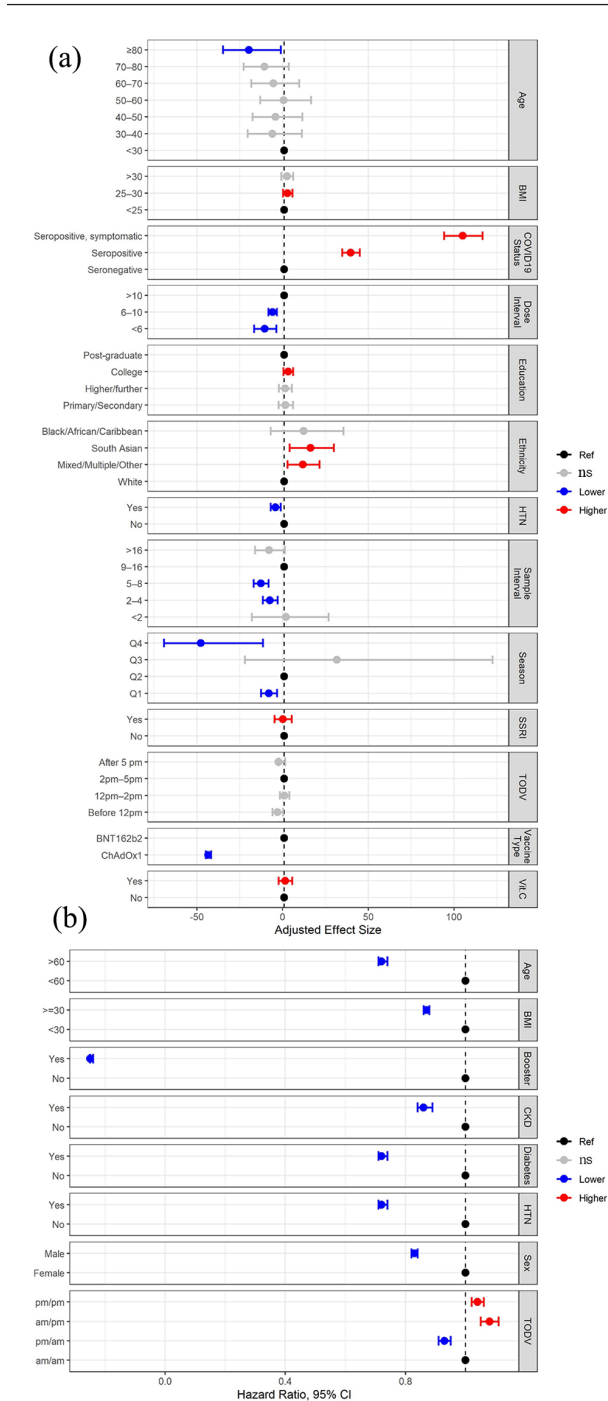 (a)
≥80
70–80
60–70
50–60
40–50
30–40
<30
Age
>30
25–30
<25
BMI
Seropositive, symptomatic
Seropositive
Seronegative
COVID19
Status
>10
6–10
<6
Dose
Interval
Post-graduate
College
Higher/further
Primary/Secondary
Education
Black/African/Caribbean
South Asian
Mixed/Multiple/Other
White
Ethnicity
Yes
No
HTN
>16
9–16
5–8
2–4
<2
Sample
Interval
Q4
Q3
Q2
Q1
Season
Yes
No
SSRI
After 5 pm
2pm–5pm
12pm–2pm
Before 12pm
TODV
BNT162b2
ChAdOx1
Vaccine
Type
Yes
No
Vit.C
-50
0
50
100
Adjusted Effect Size
Ref
ns
Lower
Higher
(b)
>60
<60
Age
>=30
<30
BMI
Yes
No
Booster
Yes
No
CKD
Yes
No
Diabetes
Yes
No
HTN
Male
Female
Sex
pm/pm
am/pm
pm/am
am/am
TODV
0.0
0.4
0.8
Hazard Ratio, 95% CI
Ref
ns
Lower
Higher